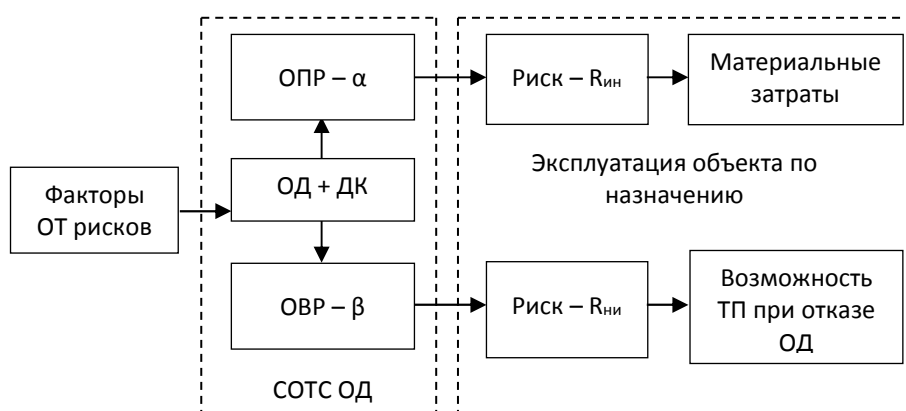 ОПР – α
Риск – Rин
Материальные
затраты
Факторы
ОТ рисков
ОД + ДК
Эксплуатация объекта по
назначению
ОВР – β
Риск – Rни
Возможность
ТП при отказе
ОД
СОТС ОД